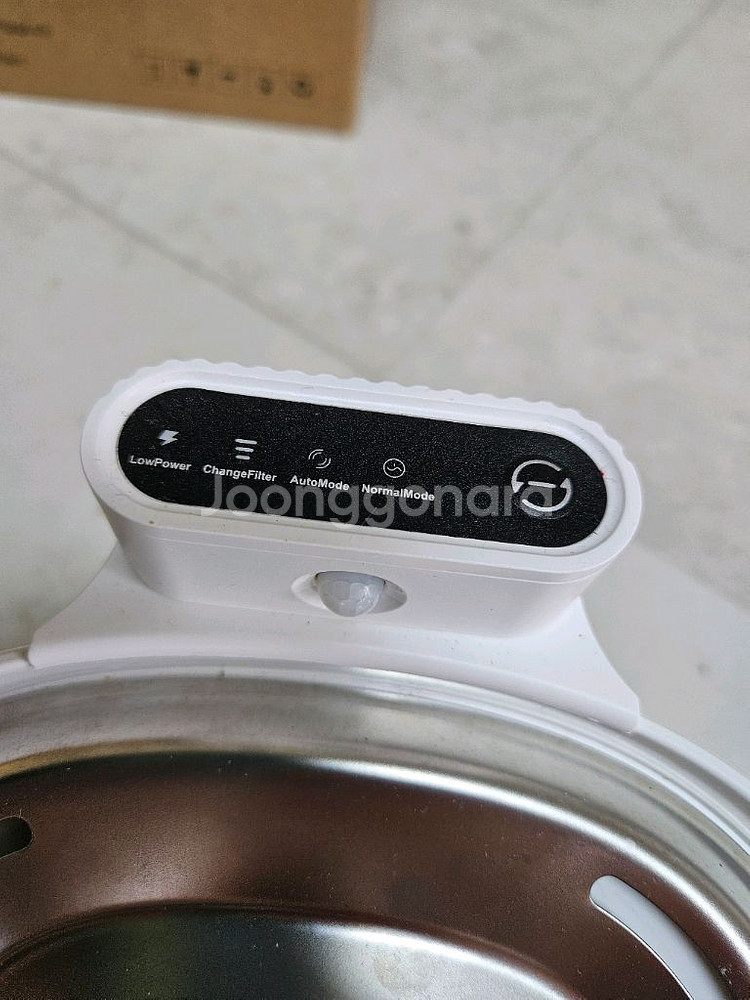 LowPower
ChangeFilter
AutoMode
NormalMode
Joonggonara